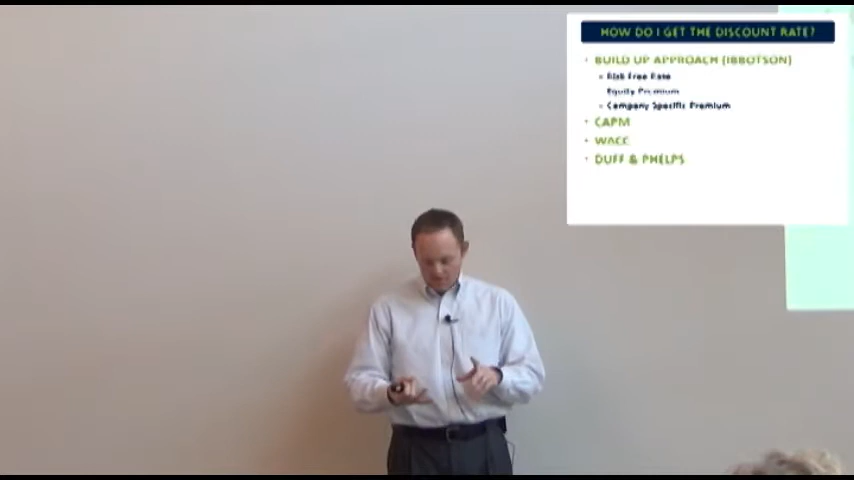 HOW DO I GET THE DISCOUNT RATE?
BUILD UP APPROACH (IBBOTSON)
Risk Free Rate
Equity Premium
Company Specific Premium
CAPM
WACC
DUFF & PHELPS